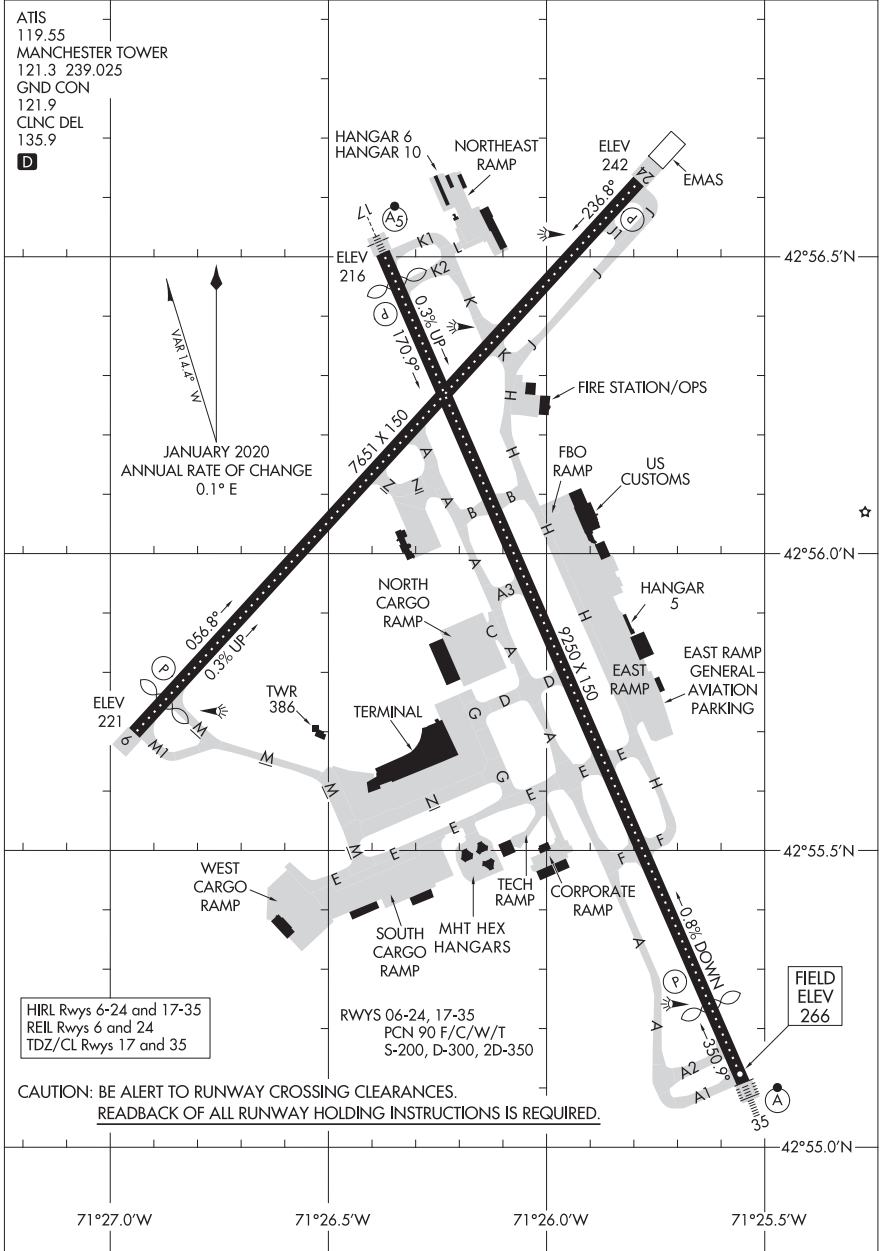 ATIS
119.55
MANCHESTER TOWER
121.3 239.025
GND CON
121.9
CLNC DEL
135.9
D
HANGAR 6
HANGAR 10
NORTHEAST
RAMP
ELEV
242
24
EMAS
236.8°
P
J1
J
J
J
17
A5
K1
L
K2
K
K
ELEV
216
P
0.3% UP
170.9°
42°56.5'N
VAR 14.4° W
JANUARY 2020
ANNUAL RATE OF CHANGE
0.1° E
H
FIRE STATION/OPS
7651 X 150
H
FBO
RAMP
US
CUSTOMS
A
N
N
A
B
B
H
42°56.0'N
A
NORTH
CARGO
RAMP
A3
C
A
H
HANGAR
5
9250 X 150
EAST
RAMP
EAST RAMP
GENERAL
AVIATION
PARKING
056.8°
0.3% UP
P
ELEV
221
6
M1
M
M
M
M
TWR
386
TERMINAL
G
D
D
A
G
N
E
E
E
E
H
E
E
E
F
F
42°55.5'N
WEST
CARGO
RAMP
SOUTH
CARGO
RAMP
MHT HEX
HANGARS
TECH
RAMP
CORPORATE
RAMP
A
0.8% DOWN
P
A
350.9°
A2
A1
FIELD
ELEV
266
A
35
HIRL Rwys 6-24 and 17-35
REIL Rwys 6 and 24
TDZ/CL Rwys 17 and 35
RWYS 06-24, 17-35
PCN 90 F/C/W/T
S-200, D-300, 2D-350
CAUTION: BE ALERT TO RUNWAY CROSSING CLEARANCES.
READBACK OF ALL RUNWAY HOLDING INSTRUCTIONS IS REQUIRED.
42°55.0'N
71°27.0'W
71°26.5'W
71°26.0'W
71°25.5'W